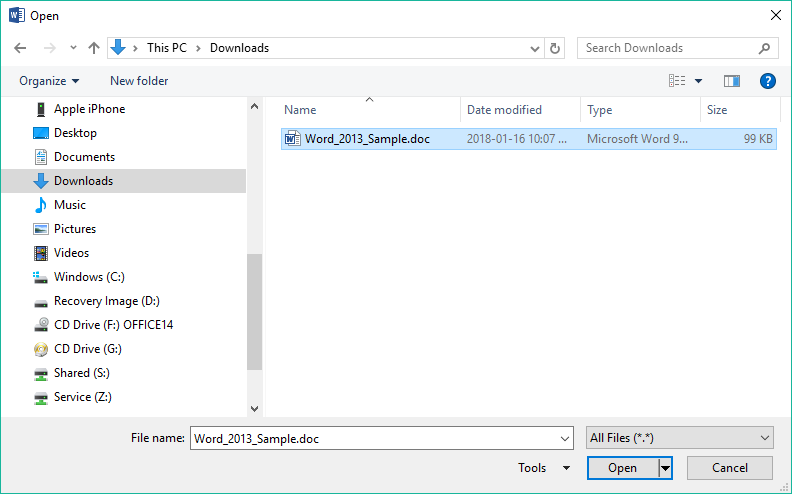 Open
This PC > Downloads
Search Downloads
Organize
New folder
Name
Date modified
Type
Size
Apple iPhone
Desktop
Documents
Downloads
Music
Pictures
Videos
Windows (C:)
Recovery Image (D:)
CD Drive (F:) OFFICE14
CD Drive (G:)
Shared (S:)
Service (Z:)
Word_2013_Sample.doc
2018-01-16 10:07 ...
Microsoft Word 9...
99 KB
File name:
Word_2013_Sample.doc
All Files (*.*)
Tools
Open
Cancel